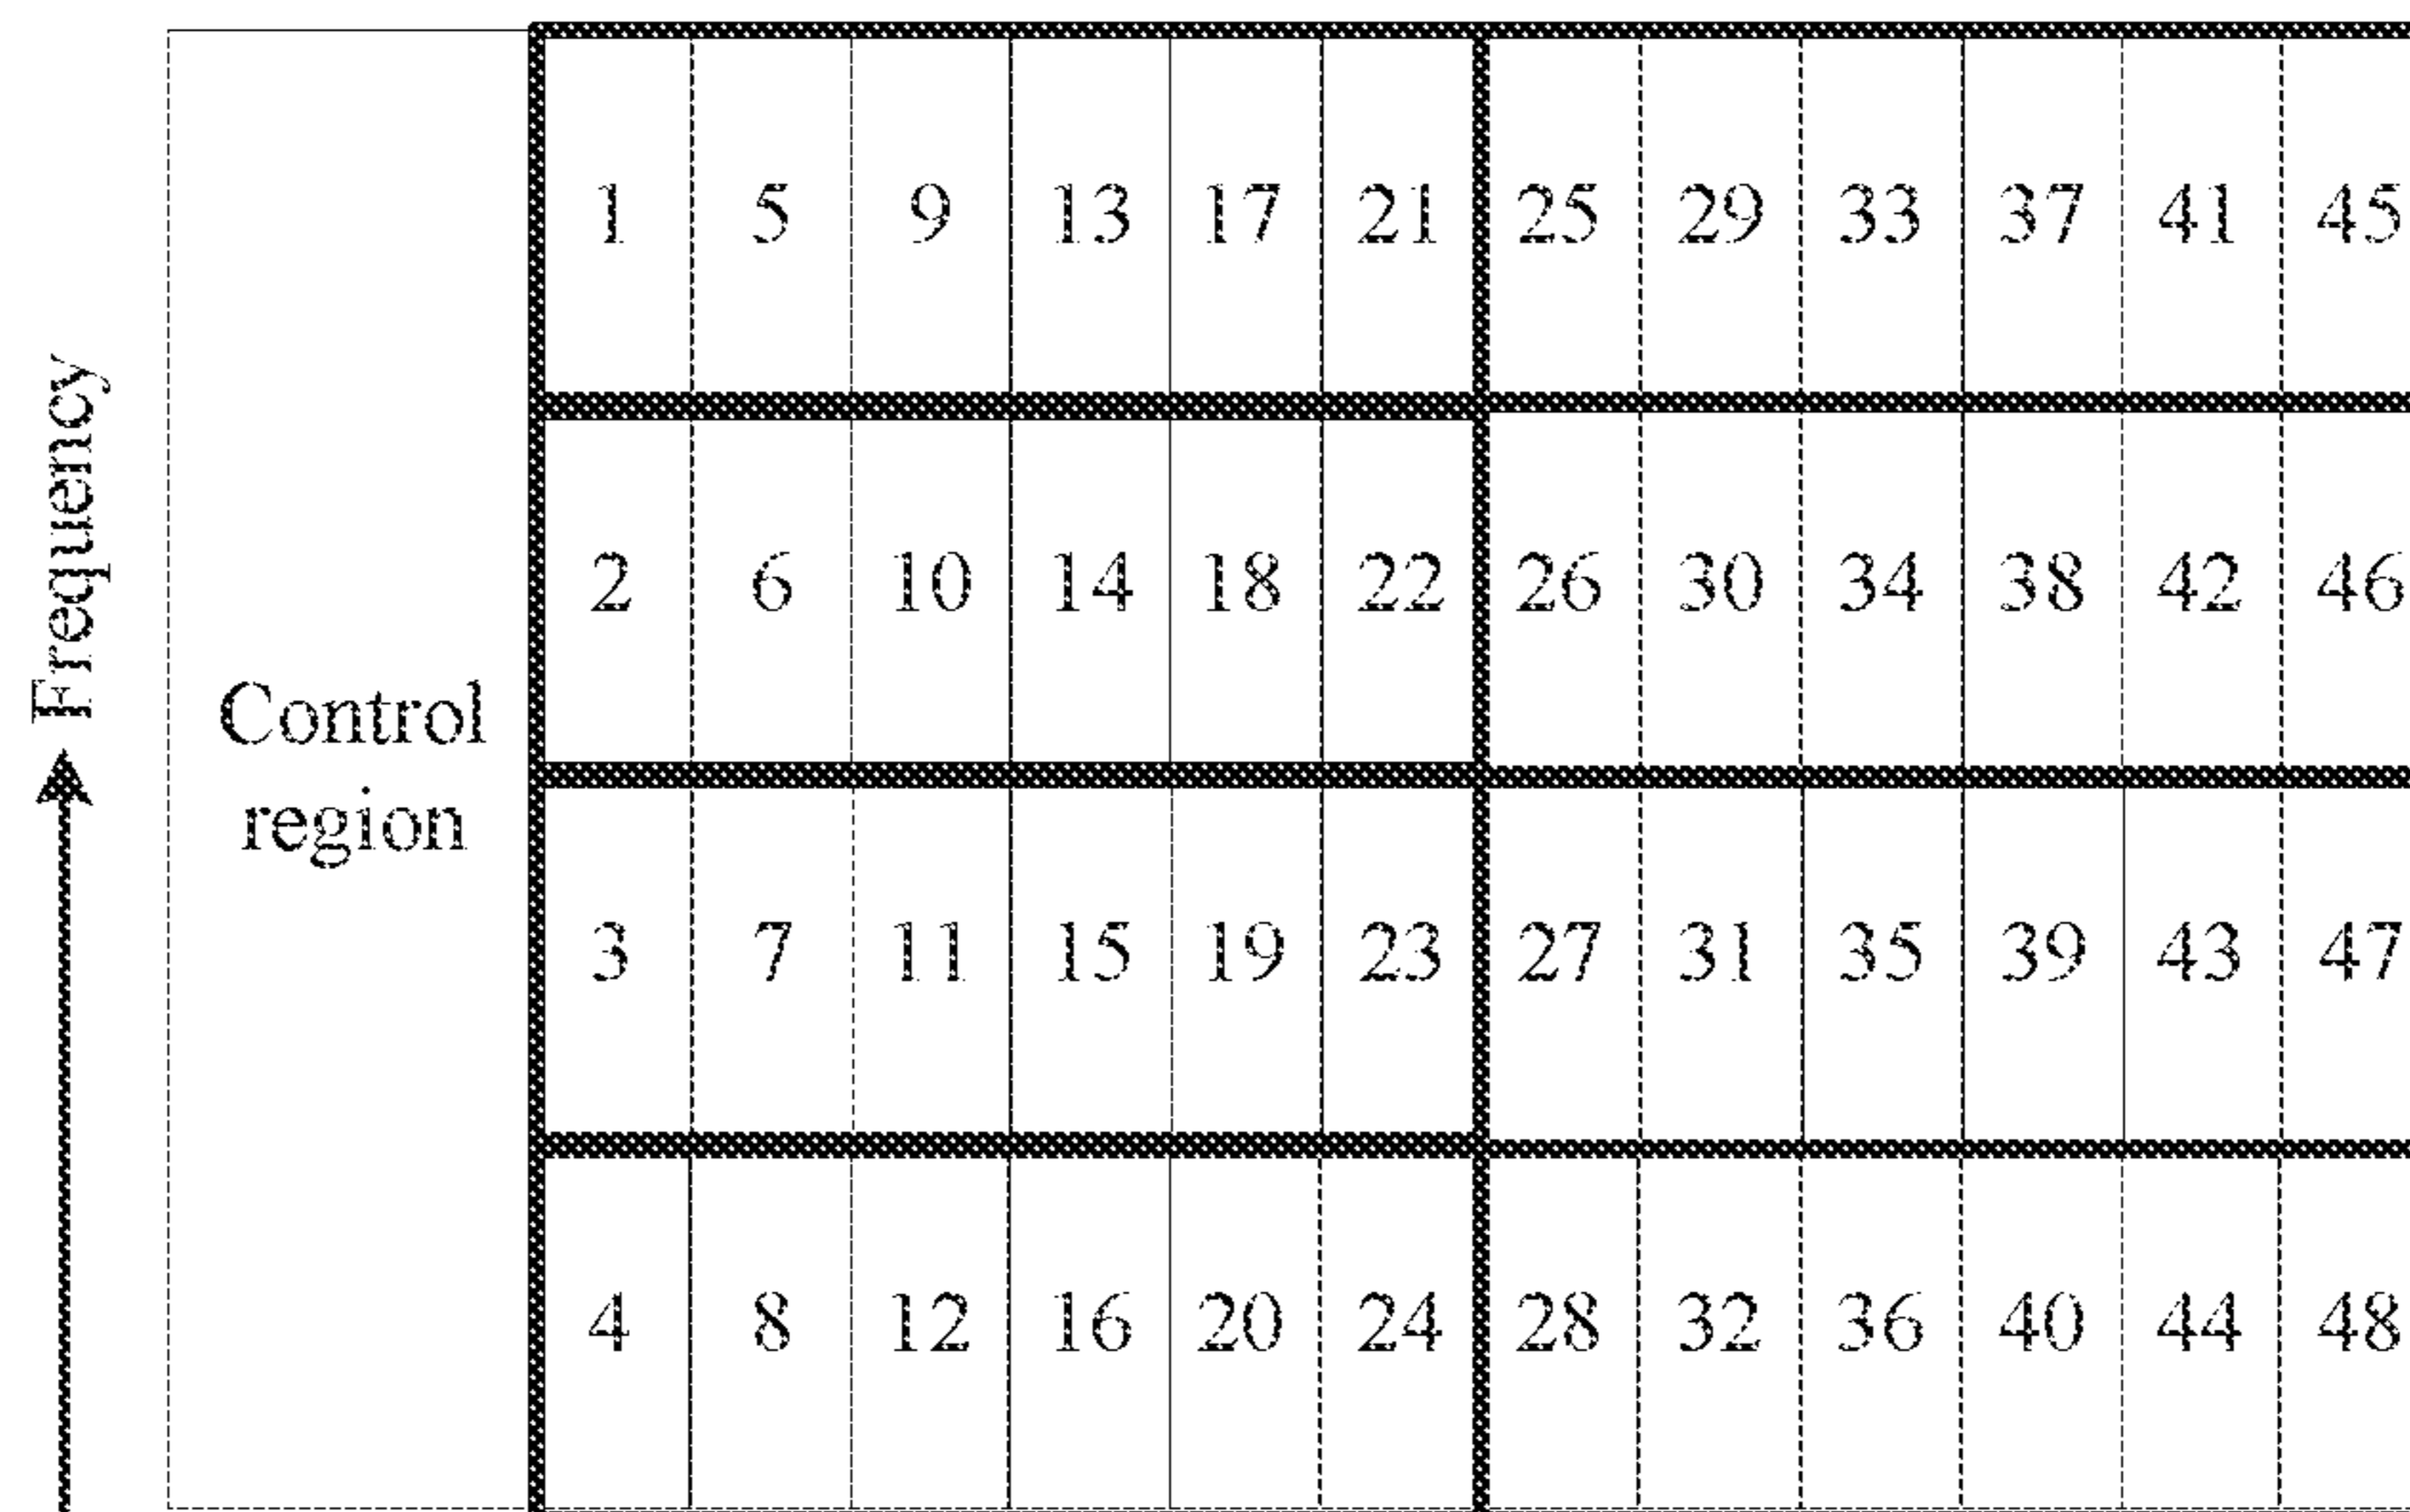 Frequency
Control
region
1 5 9 13 17 21 25 29 33 37 41 45
2 6 10 14 18 22 26 30 34 38 42 46
3 7 11 15 19 23 27 31 35 39 43 47
4 8 12 16 20 24 28 32 36 40 44 48